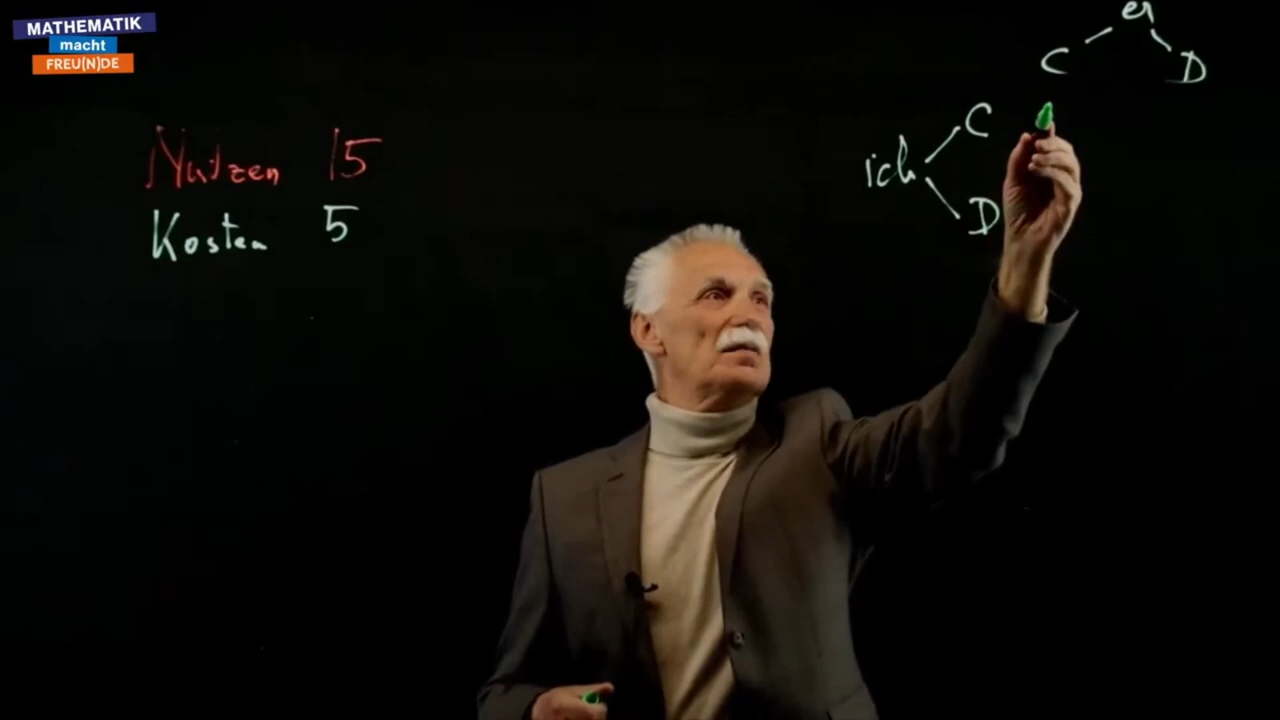 MATHEMATIK
macht
FREU(N)DE
er
C D
Nutzen 15
ich C
Kosten 5
D